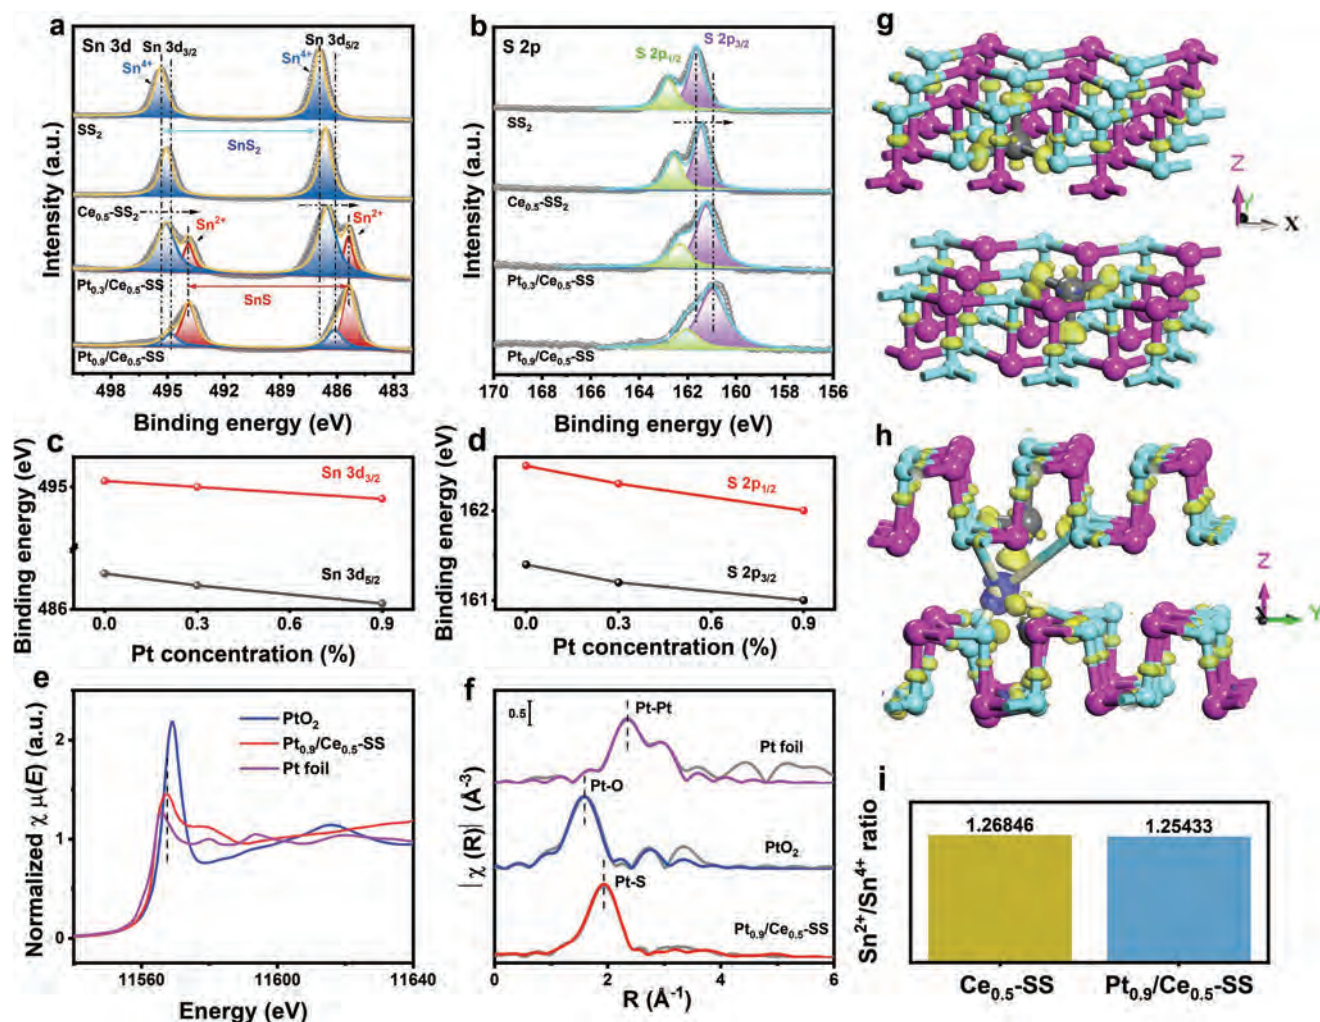 a
Sn 3d
Sn 3d3/2
Sn 3d5/2
Sn4+
Sn4+
SS2
SnS2
Ce0.5-SS2
Sn2+
Sn2+
Pt0.3/Ce0.5-SS
SnS
Pt0.9/Ce0.5-SS
Intensity (a.u.)
498 495 492 489 486 483
Binding energy (eV)
b
S 2p
S 2p1/2
S 2p3/2
SS2
Ce0.5-SS2
Pt0.3/Ce0.5-SS
Pt0.9/Ce0.5-SS
Intensity (a.u.)
170 168 166 164 162 160 158 156
Binding energy (eV)
g
Z
Y
X
c
Binding energy (eV)
495
486
Sn 3d3/2
Sn 3d5/2
0.0 0.3 0.6 0.9
Pt concentration (%)
d
Binding energy (eV)
162
161
S 2p1/2
S 2p3/2
0.0 0.3 0.6 0.9
Pt concentration (%)
h
Z
Y
e
Normalized χ μ(E) (a.u.)
2
1
0
PtO2
Pt0.9/Ce0.5-SS
Pt foil
11560 11600 11640
Energy (eV)
f
0.5
|χ (R)| (Å-3)
Pt-Pt
Pt foil
Pt-O
PtO2
Pt-S
Pt0.9/Ce0.5-SS
0 2 4 6
R (Å-1)
i
Sn2+/Sn4+ ratio
1.26846
1.25433
Ce0.5-SS
Pt0.9/Ce0.5-SS